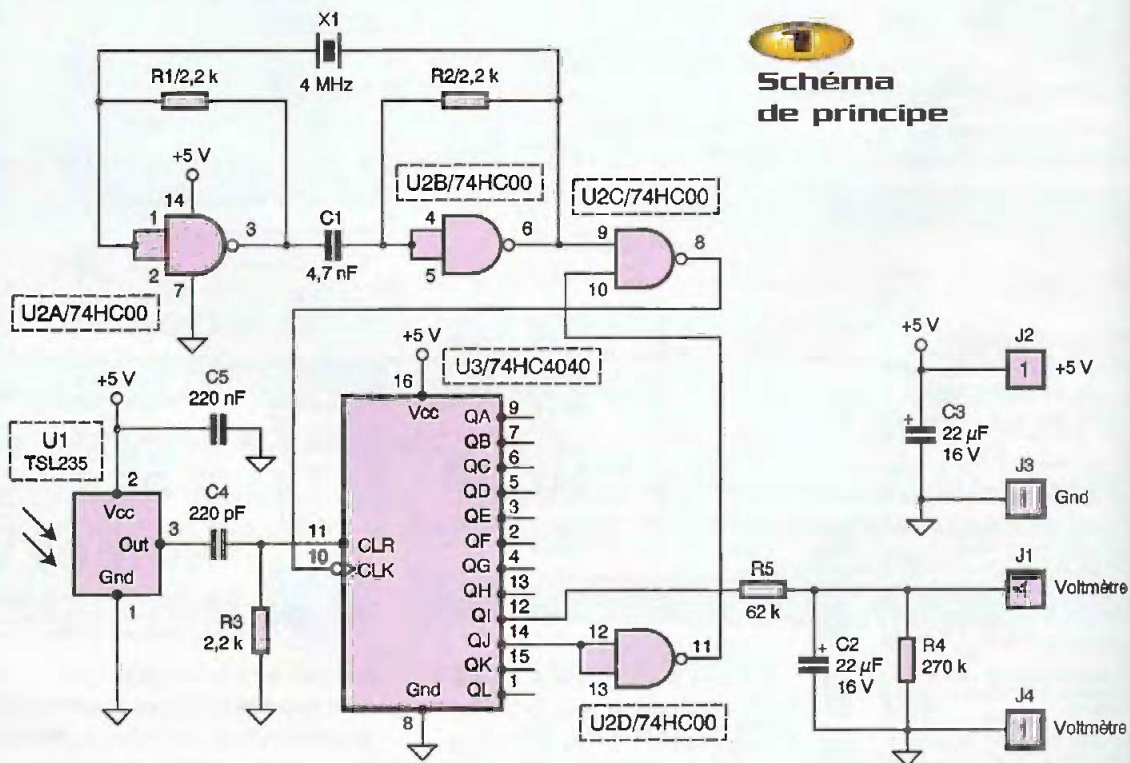 X1
4 MHz
R1/2,2 k
R2/2,2 k
1
Schéma
de principe
+5 V
14
1
2
3
7
U2A/74HC00
C1
4,7 nF
U2B/74HC00
4
5
6
U2C/74HC00
9
10
8
+5 V
C5
220 nF
U1
TSL235
2
Vcc
Out
3
Gnd
1
C4
220 pF
R3
2,2 k
+5 V
U3/74HC4040
16
Vcc
11
CLR
10
CLK
QA 9
QB 7
QC 6
QD 5
QE 3
QF 2
QG 4
QH 13
QI 12
QJ 14
QK 15
QL 1
Gnd
8
12
13
11
U2D/74HC00
R5
62 k
C2
+
22 µF
16 V
R4
270 k
+5 V
C3
+
22 µF
16 V
J2
1
+5 V
J3
1
Gnd
J1
1
Voltmètre
J4
1
Voltmètre